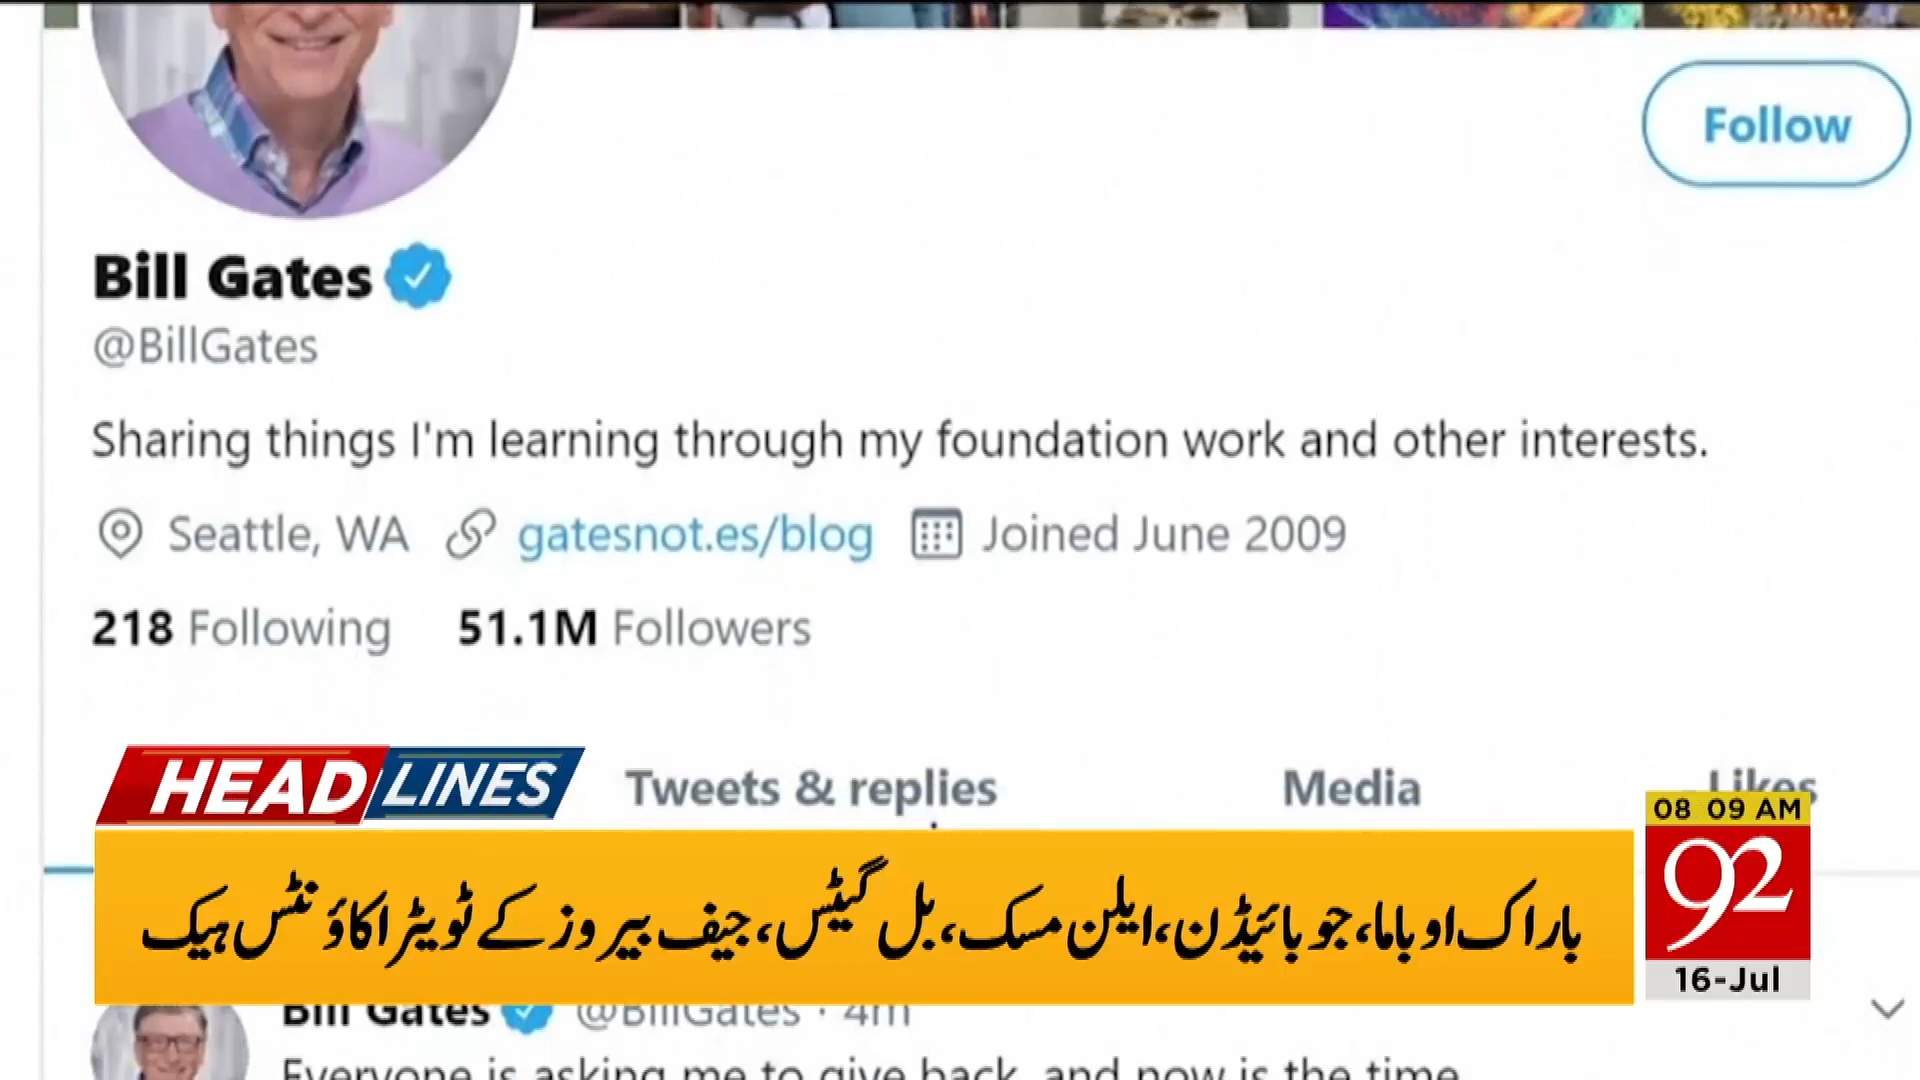 Follow
Bill Gates
@BillGates
Sharing things I'm learning through my foundation work and other interests.
Seattle, WA gatesnot.es/blog Joined June 2009
218 Following 51.1M Followers
HEADLINES
Tweets & replies Media Likes
08 09 AM
92
باراک اوباما، جو بائیڈن، ایلن مسک، بل گیٹس، جیف بیروز کے ٹویٹر اکاؤنٹس ہیک
16-Jul
Bill Gates @BillGates · 4m
Everyone is asking me to give back, and now is the time.